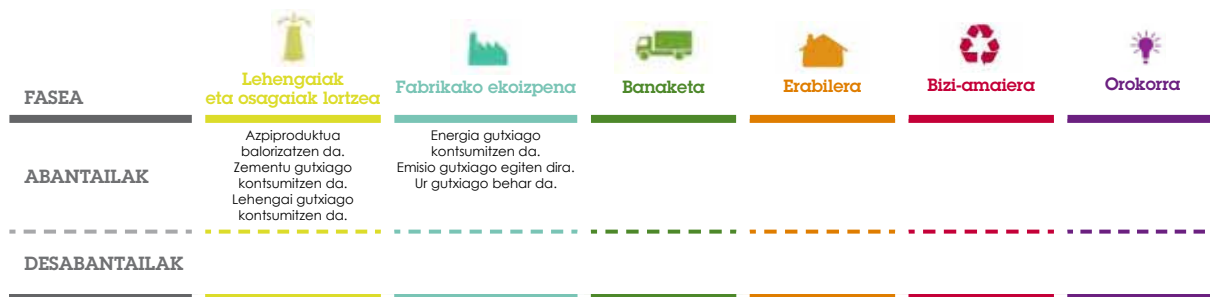 FASEA
Lehengaiak
eta osagaiak lortzea
Fabrikako ekoizpena
Banaketa
Erabilera
Bizi-amaiera
Orokorra
ABANTAILAK
Azpiproduktua
balorizatzen da.
Zementu gutxiago
kontsumitzen da.
Lehengai gutxiago
kontsumitzen da.
Energia gutxiago
kontsumitzen da.
Emisio gutxiago egiten dira.
Ur gutxiago behar da.
DESABANTAILAK